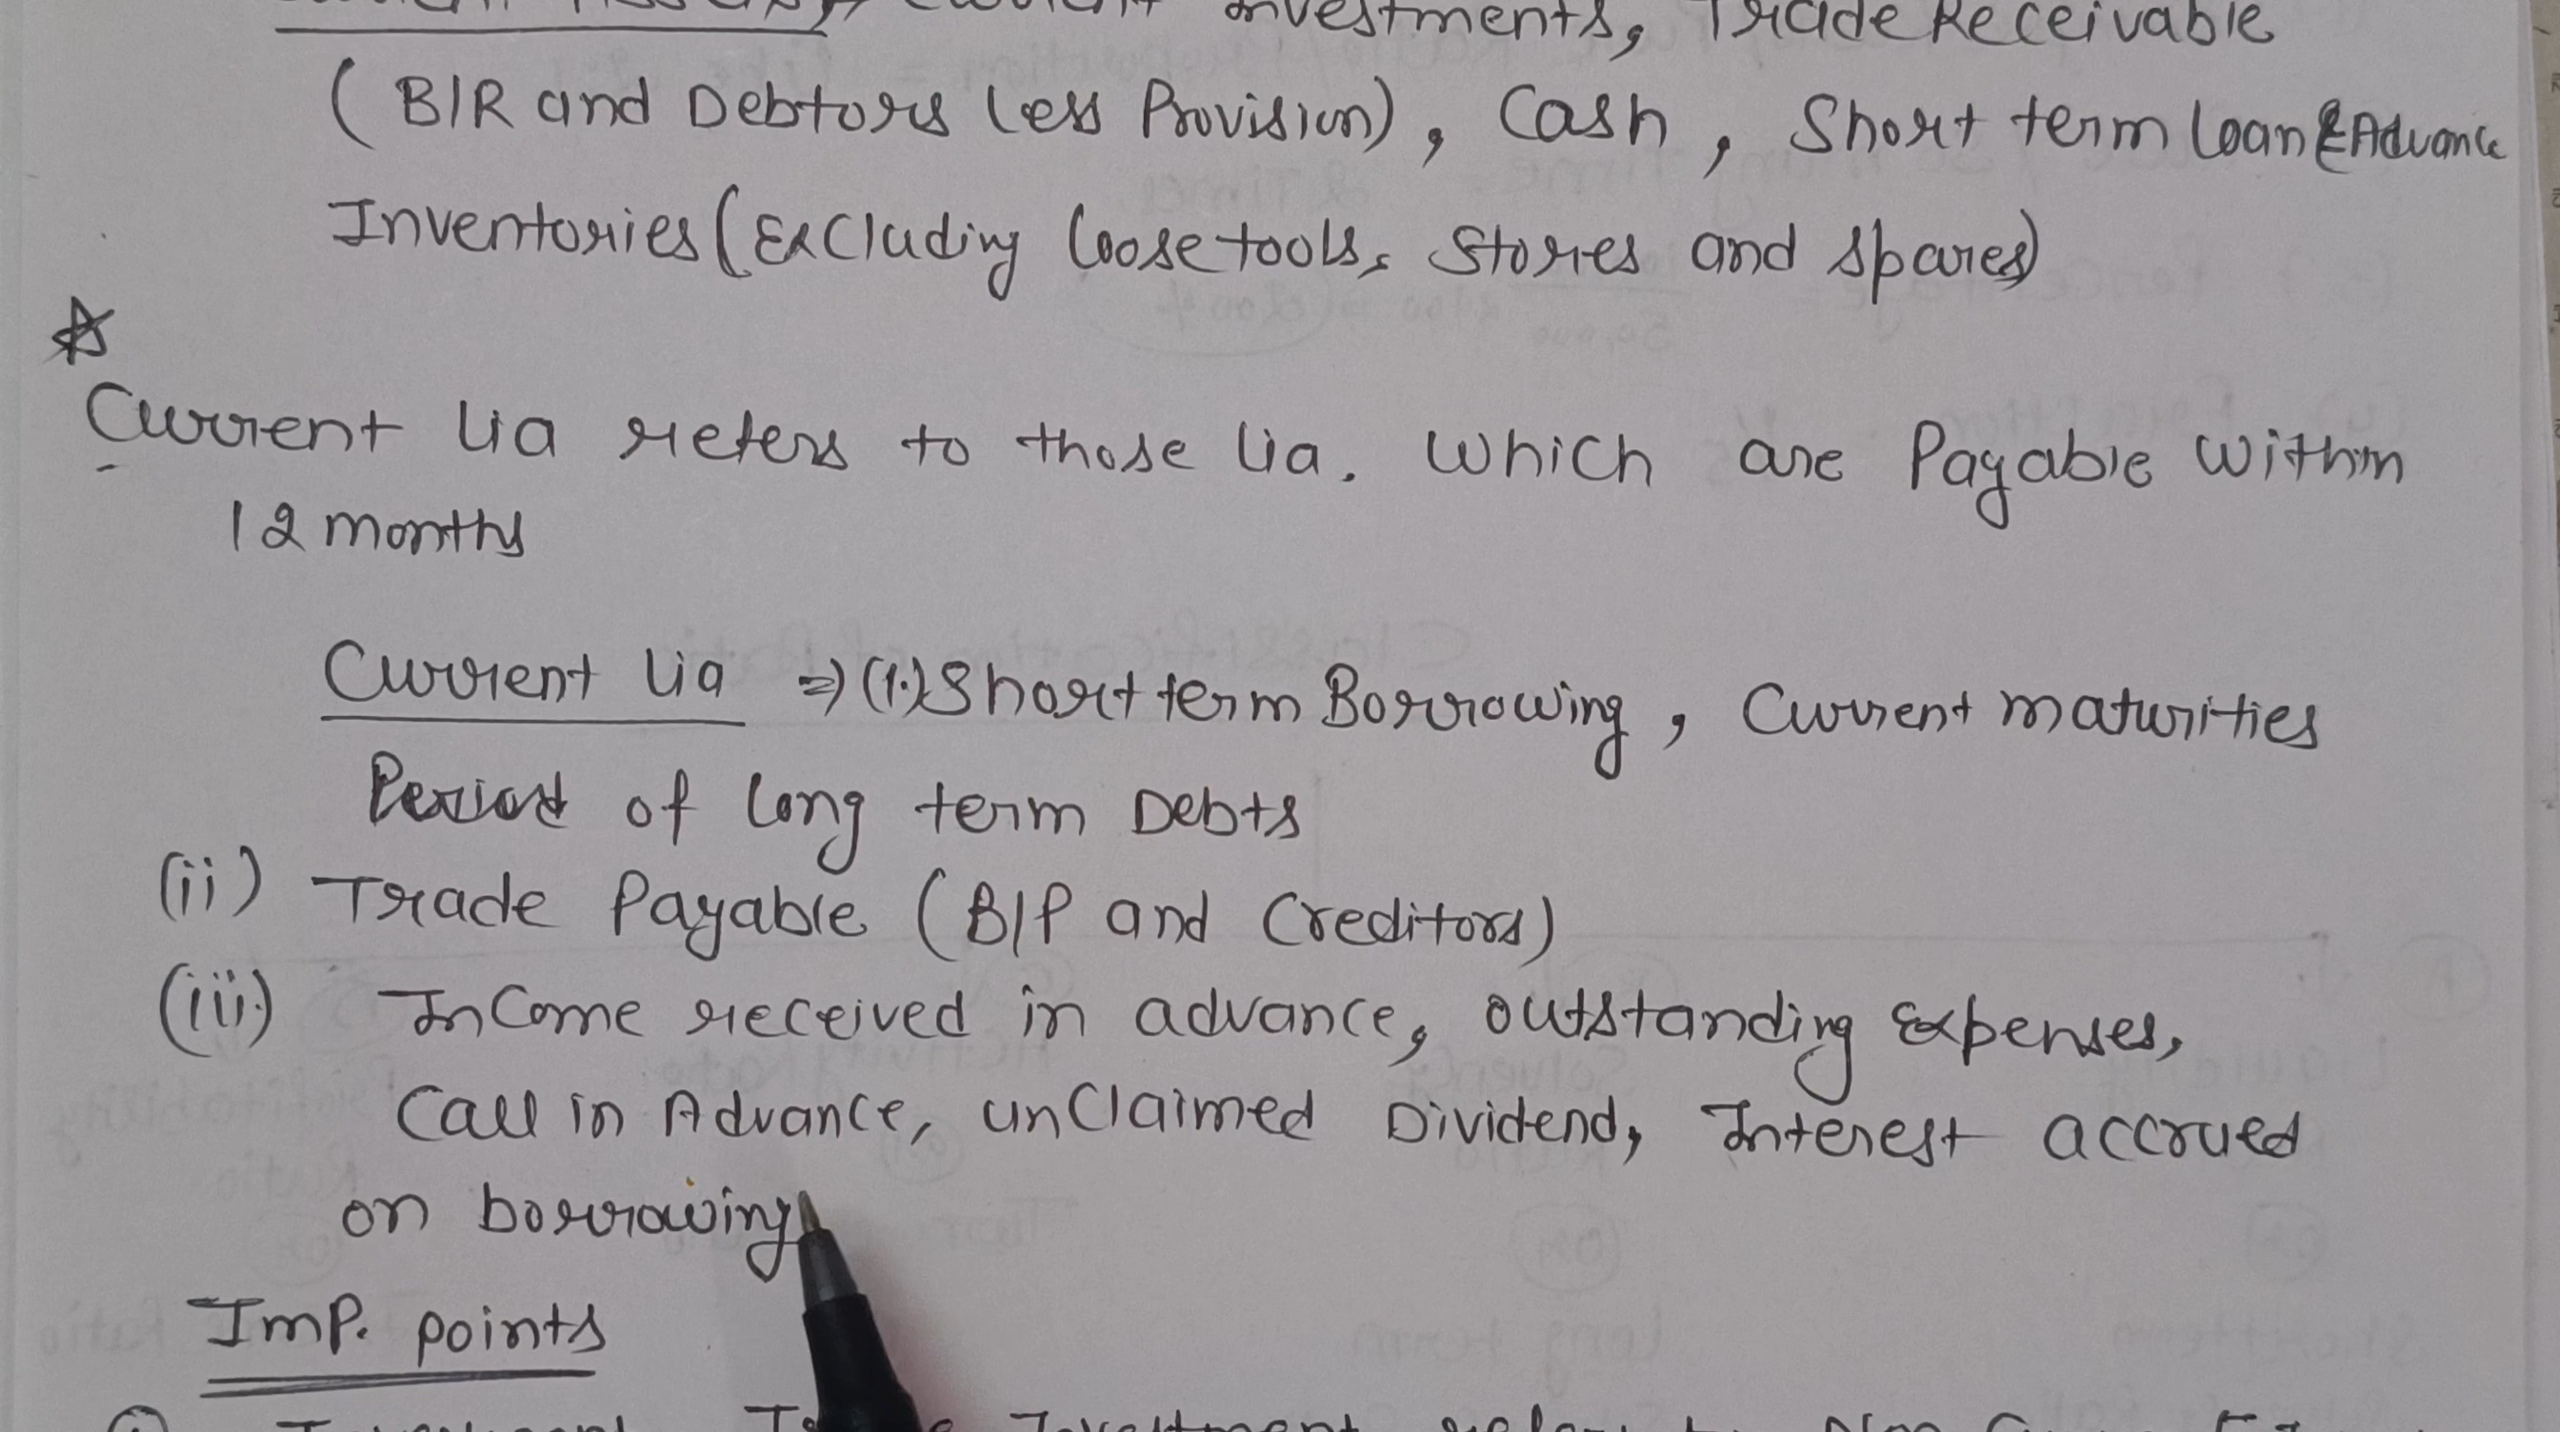 Investments, Trade Receivable
( B/R and Debtors less Provision) , Cash , Short term loan & Advance
Inventories (Excluding loose tools, Stores and spares)
Current lia refers to those lia. which are Payable within
12 months
Current lia ⇒ (1.) Short term Borrowing , Current maturities
Period of long term Debts
(ii) Trade Payable ( B/P and Creditors)
(iii) Income received in advance, outstanding Expenses,
Call in Advance, unclaimed Dividend, Interest accrued
on borrowing
Imp. points